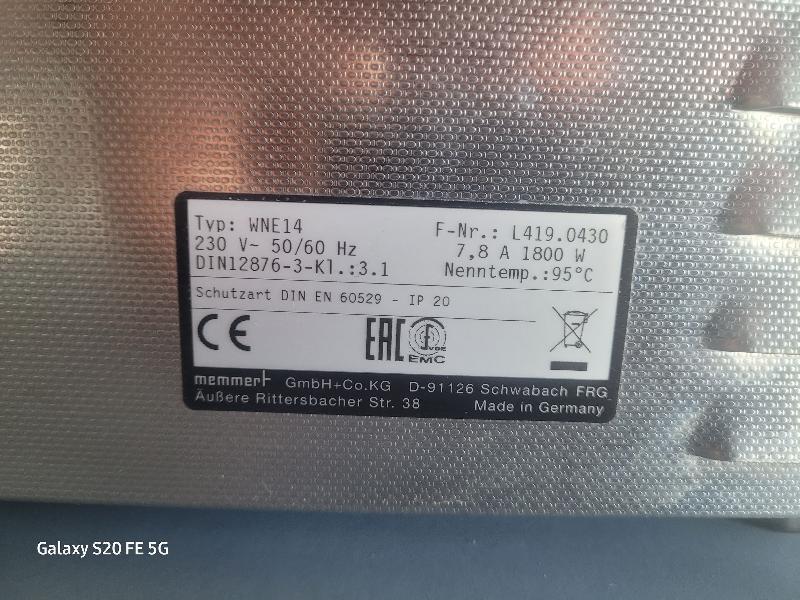 Typ: WNE14 F-Nr.: L419.0430
230 V~ 50/60 Hz 7,8 A 1800 W
DIN12876-3-Kl.:3.1 Nenntemp.:95°C
Schutzart DIN EN 60529 - IP 20
CE EAC VDE
EMC
memmert GmbH+Co.KG D-91126 Schwabach FRG
Äußere Rittersbacher Str. 38 Made in Germany
Galaxy S20 FE 5G